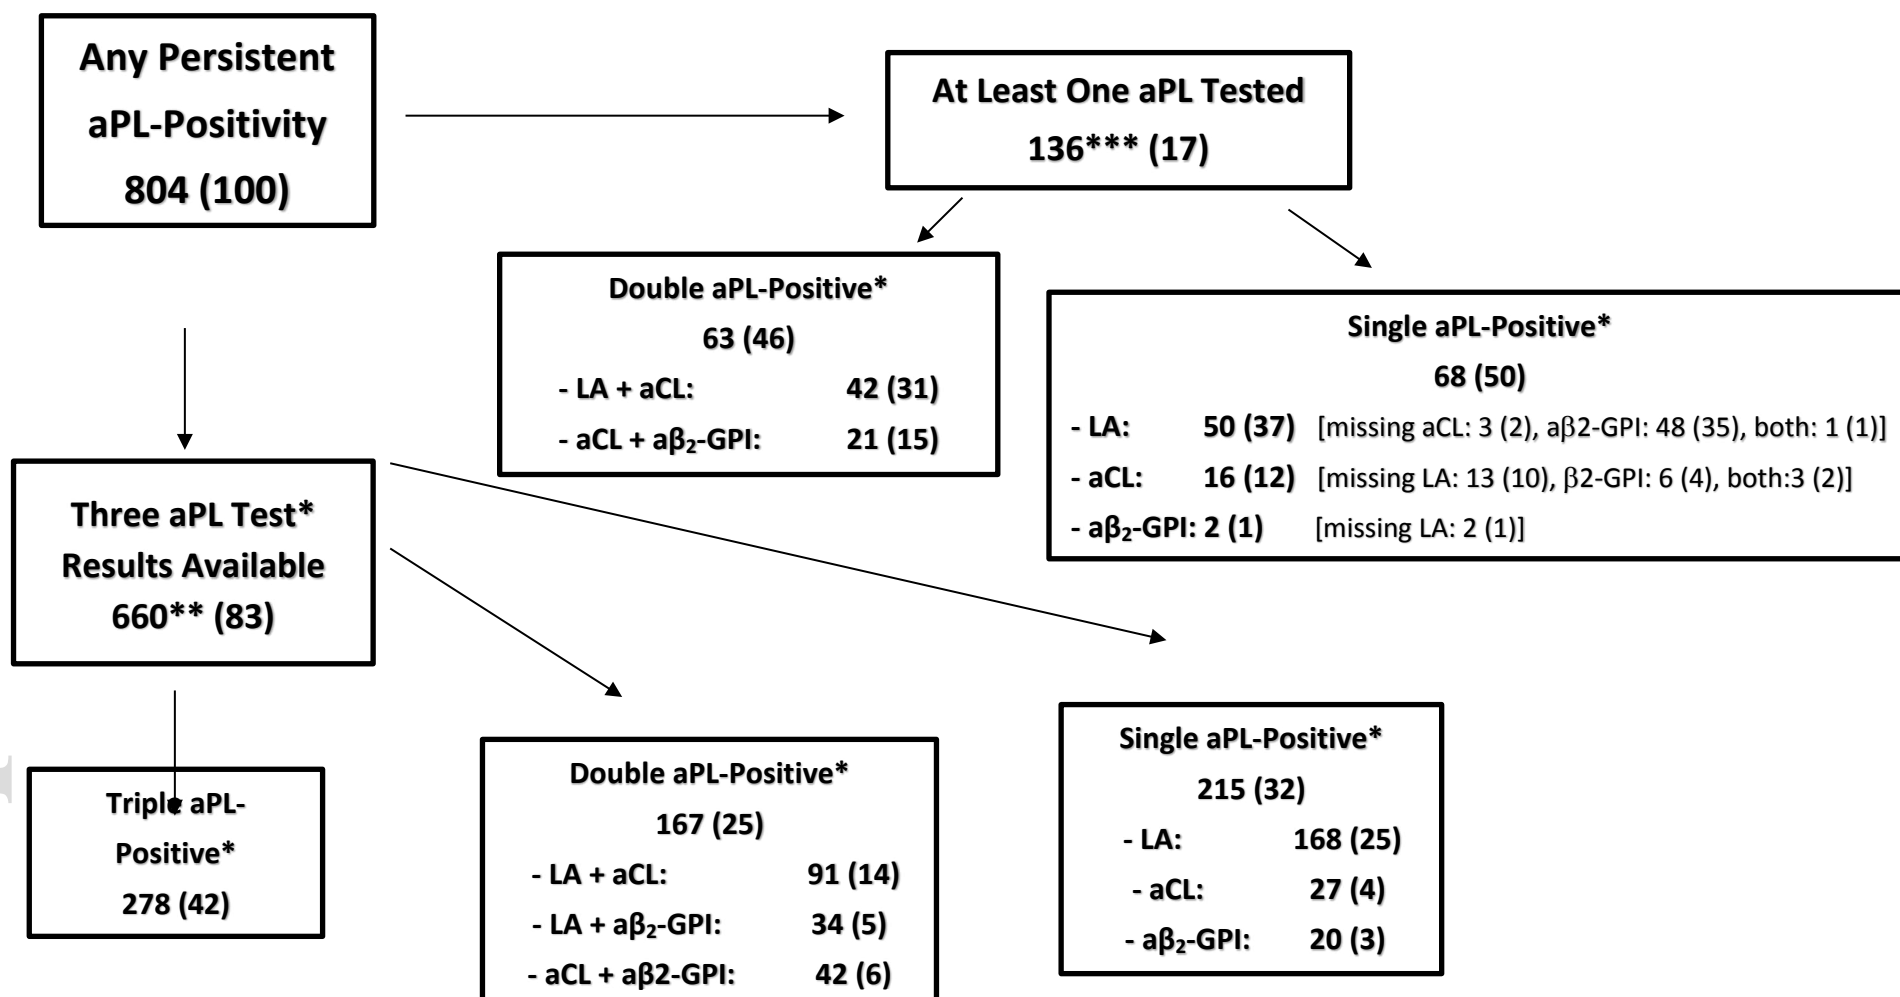 Any Persistent
aPL-Positivity
804 (100)
At Least One aPL Tested
136*** (17)
Double aPL-Positive*
63 (46)
- LA + aCL: 42 (31)
- aCL + aβ₂-GPI: 21 (15)
Single aPL-Positive*
68 (50)
- LA: 50 (37) [missing aCL: 3 (2), aβ2-GPI: 48 (35), both: 1 (1)]
- aCL: 16 (12) [missing LA: 13 (10), β2-GPI: 6 (4), both:3 (2)]
- aβ₂-GPI: 2 (1) [missing LA: 2 (1)]
Three aPL Test*
Results Available
660** (83)
Triple aPL-
Positive*
278 (42)
Double aPL-Positive*
167 (25)
- LA + aCL: 91 (14)
- LA + aβ₂-GPI: 34 (5)
- aCL + aβ2-GPI: 42 (6)
Single aPL-Positive*
215 (32)
- LA: 168 (25)
- aCL: 27 (4)
- aβ₂-GPI: 20 (3)